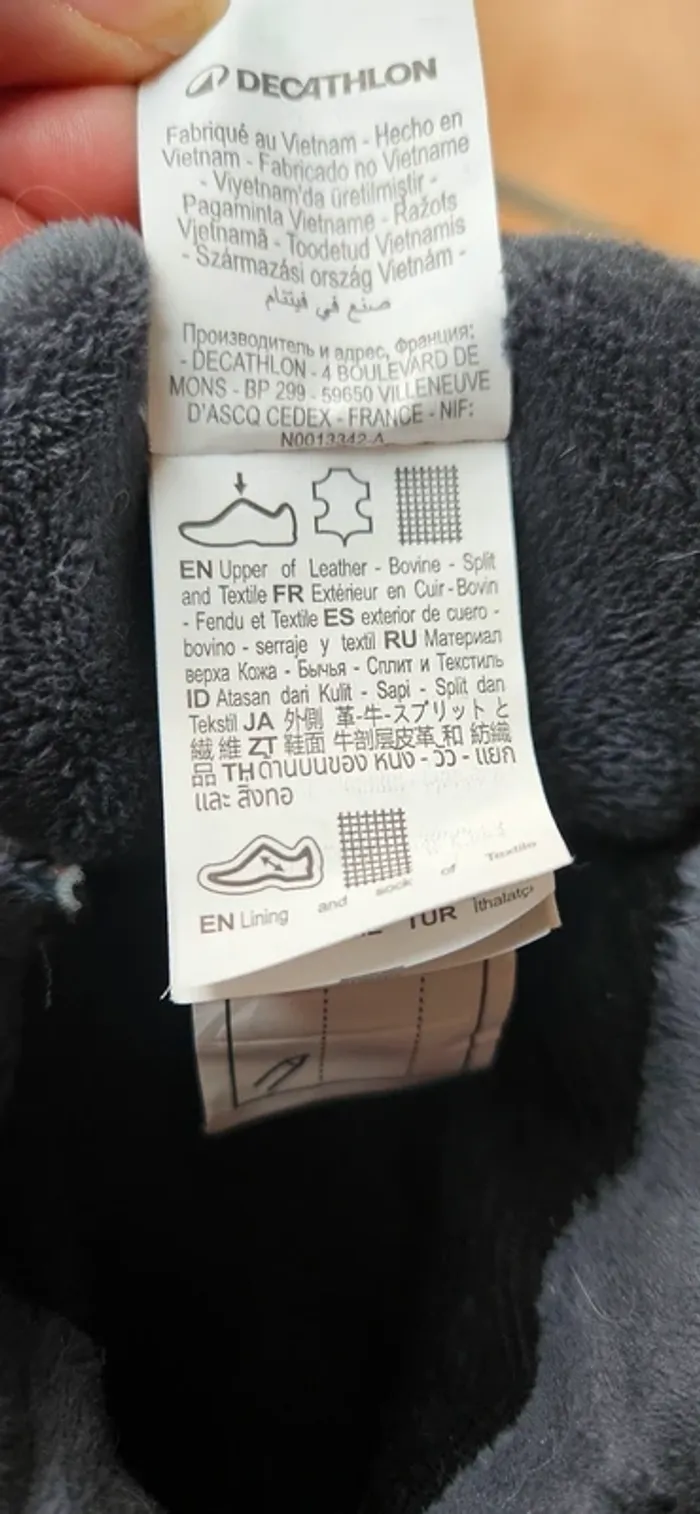 DECATHLON
Fabriqué au Vietnam - Hecho en
Vietnam - Fabricado no Vietname
- Viyetnam'da üretilmiştir -
Pagaminta Vietname - Ražots
Vjetnamā - Toodetud Vietnamis
- Származási ország Vietnám -
صنع في فيتنام
Производитель и адрес, Франция:
- DECATHLON - 4 BOULEVARD DE
MONS - BP 299 - 59650 VILLENEUVE
D'ASCQ CEDEX - FRANCE - NIF:
N0013342-A
EN Upper of Leather - Bovine - Split
and Textile FR Extérieur en Cuir - Bovin
- Fendu et Textile ES exterior de cuero -
bovino - serraje y textil RU Материал
верха Кожа - Бычья - Сплит и Текстиль
ID Atasan dari Kulit - Sapi - Split dan
Tekstil JA 外側 革-牛-スプリット と
繊維 ZT 鞋面 牛剖层皮革 和 紡織
品 TH ด้านบนของ หนัง - วัว - แยก
และ สิ่งทอ
EN Lining and sock of Textile
TUR İthalatçı